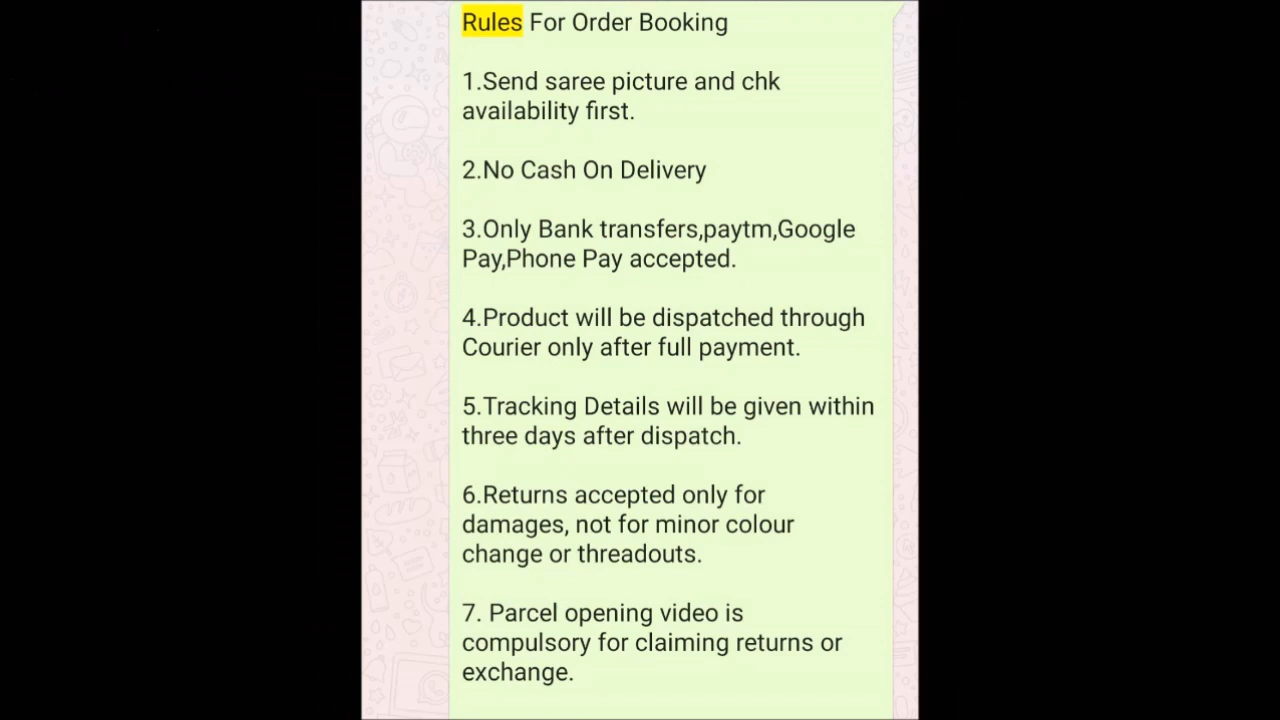 Rules For Order Booking
1.Send saree picture and chk
availability first.
2.No Cash On Delivery
3.Only Bank transfers,paytm,Google
Pay,Phone Pay accepted.
4.Product will be dispatched through
Courier only after full payment.
5.Tracking Details will be given within
three days after dispatch.
6.Returns accepted only for
damages, not for minor colour
change or threadouts.
7. Parcel opening video is
compulsory for claiming returns or
exchange.